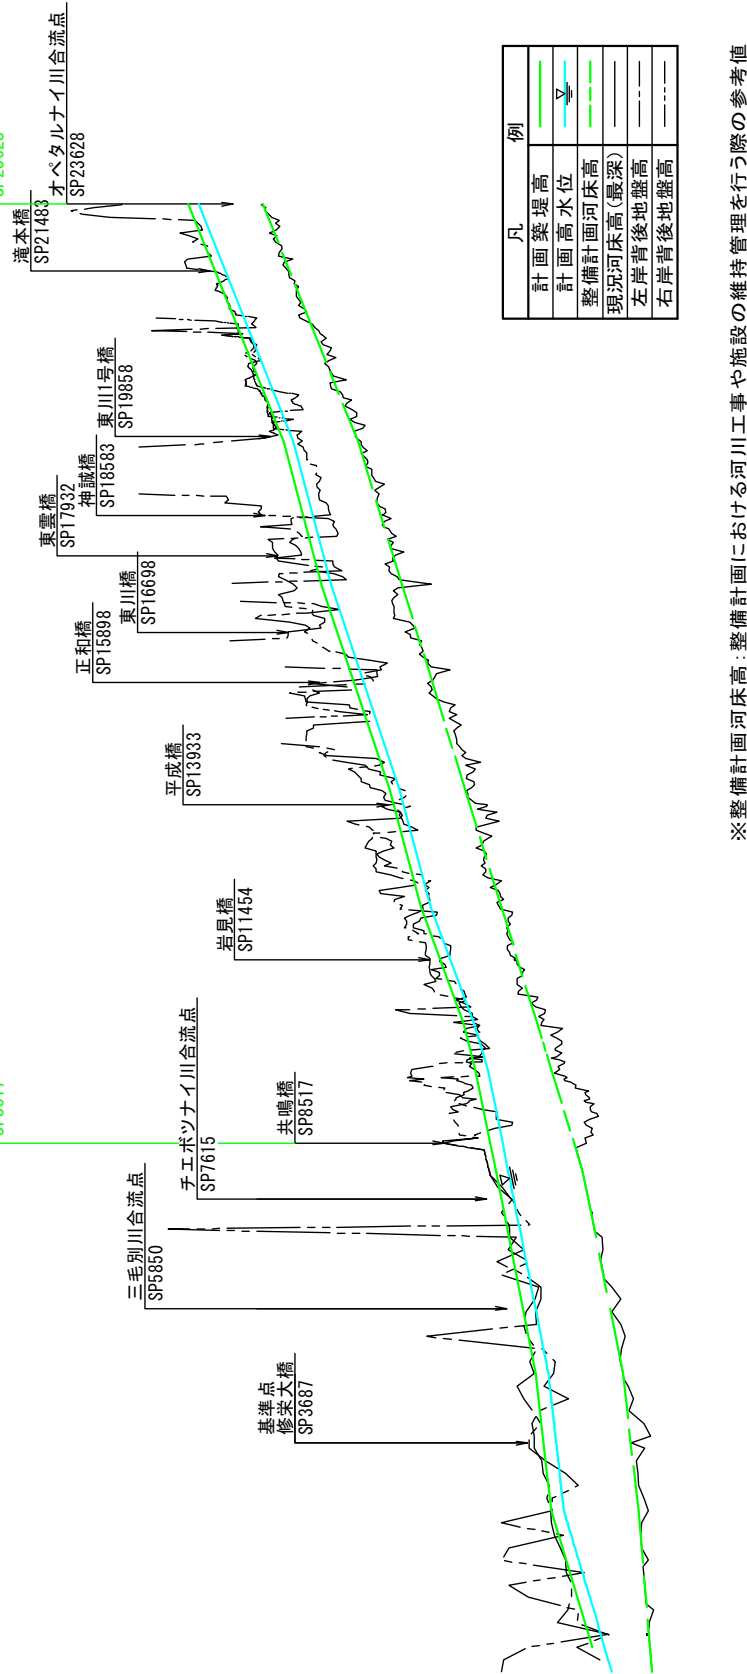 基準点
修栄大橋
SP3687
三毛別川合流点
SP5850
チエボツナイ川合流点
SP7615
共鳴橋
SP8517
岩見橋
SP11454
平成橋
SP13933
正和橋
SP15898
東川橋
SP16698
東雲橋
SP17932
神誠橋
SP18583
東川1号橋
SP19858
滝本橋
SP21483
オペタルナイ川合流点
SP23628
凡例
計画築堤高
計画高水位
整備計画河床高
現況河床高(最深)
左岸背後地盤高
右岸背後地盤高
※整備計画河床高：整備計画における河川工事や施設の維持管理を行う際の参考値